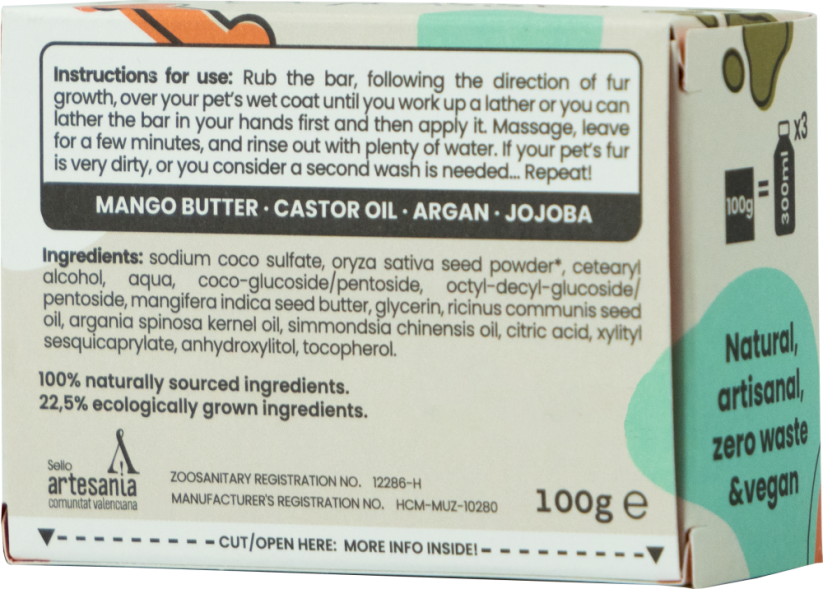 Instructions for use: Rub the bar, following the direction of fur
growth, over your pet's wet coat until you work up a lather or you can
lather the bar in your hands first and then apply it. Massage, leave
for a few minutes, and rinse out with plenty of water. If your pet's fur
is very dirty, or you consider a second wash is needed... Repeat!
MANGO BUTTER · CASTOR OIL · ARGAN · JOJOBA
Ingredients: sodium coco sulfate, oryza sativa seed powder*, cetearyl
alcohol, aqua, coco-glucoside/pentoside, octyl-decyl-glucoside/
pentoside, mangifera indica seed butter, glycerin, ricinus communis seed
oil, argania spinosa kernel oil, simmondsia chinensis oil, citric acid, xylityl
sesquicaprylate, anhydroxylitol, tocopherol.
100% naturally sourced ingredients.
22,5% ecologically grown ingredients.
Sello
artesania
comunitat valenciana
ZOOSANITARY REGISTRATION NO. 12286-H
MANUFACTURER'S REGISTRATION NO. HCM-MUZ-10280
100g e
CUT/OPEN HERE: MORE INFO INSIDE!
100g = 300ml x3
Natural,
artisanal,
zero waste
&vegan